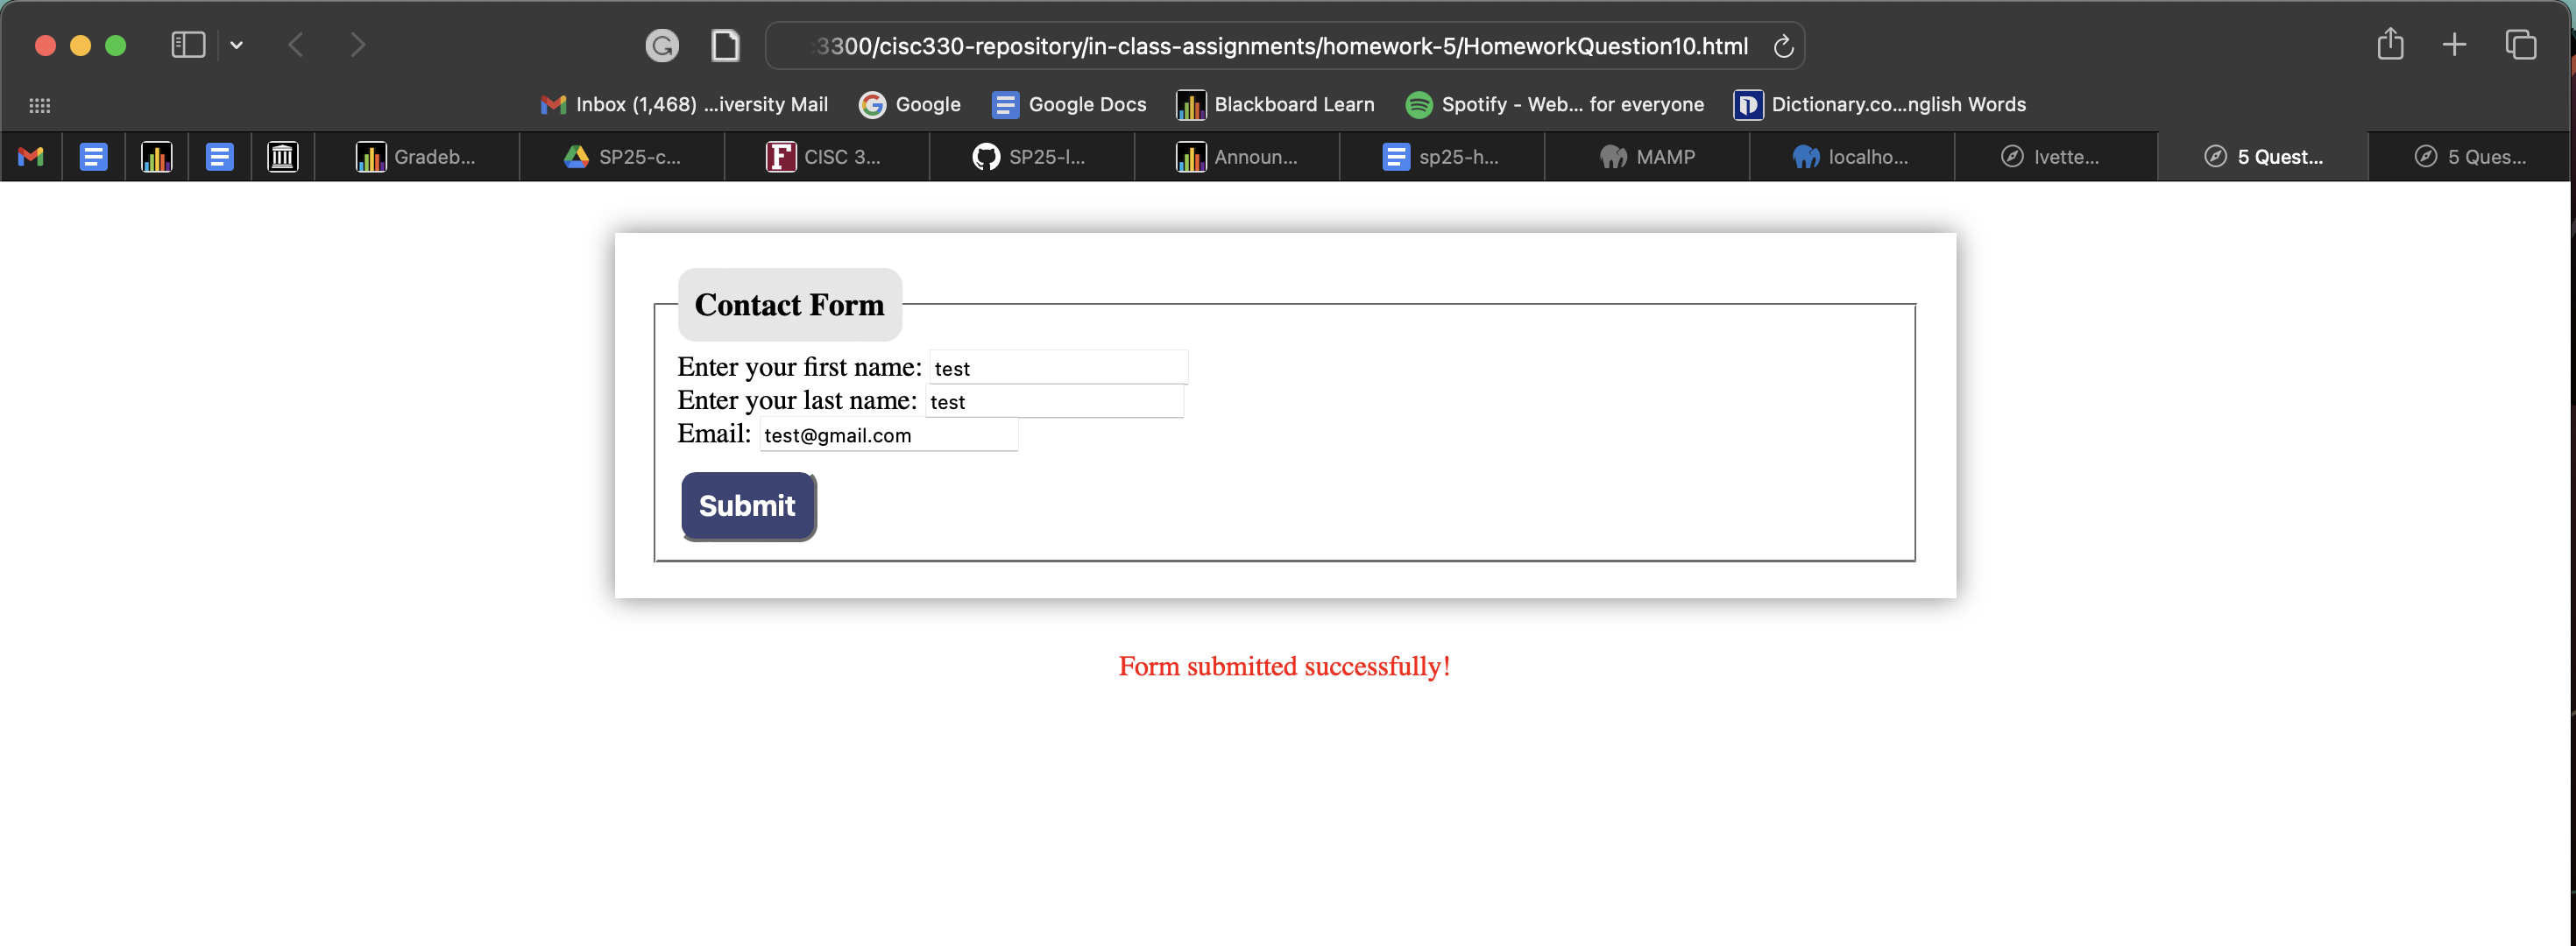 3300/cisc330-repository/in-class-assignments/homework-5/HomeworkQuestion10.html
Inbox (1,468) ...iversity Mail Google Google Docs Blackboard Learn Spotify - Web... for everyone Dictionary.co...nglish Words
Gradeb... SP25-c... CISC 3... SP25-l... Announ... sp25-h... MAMP localho... Ivette... 5 Quest... 5 Ques...
Contact Form
Enter your first name: test
Enter your last name: test
Email: test@gmail.com
Submit
Form submitted successfully!